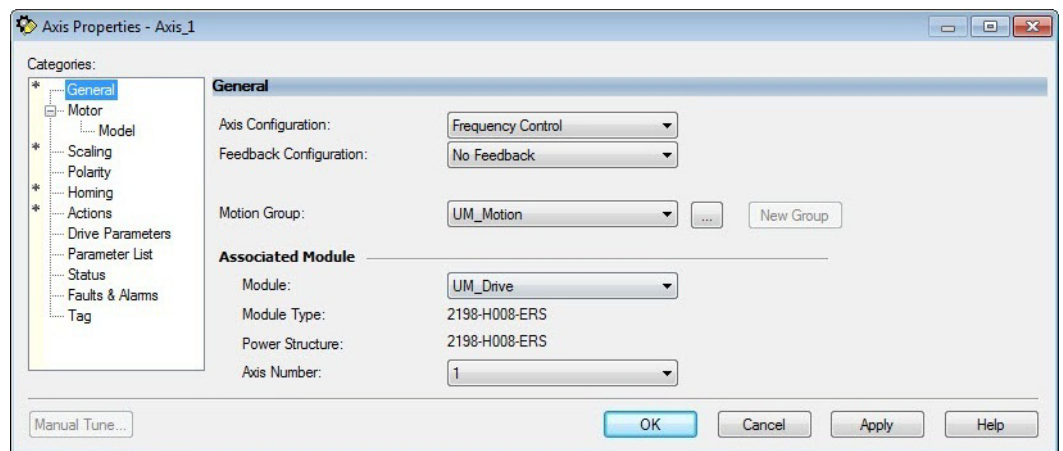 Axis Properties - Axis_1
Categories:
* General
Motor
Model
* Scaling
Polarity
* Homing
* Actions
Drive Parameters
Parameter List
Status
Faults & Alarms
Tag
General
Axis Configuration: Frequency Control
Feedback Configuration: No Feedback
Motion Group: UM_Motion ... New Group
Associated Module
Module: UM_Drive
Module Type: 2198-H008-ERS
Power Structure: 2198-H008-ERS
Axis Number: 1
Manual Tune... OK Cancel Apply Help